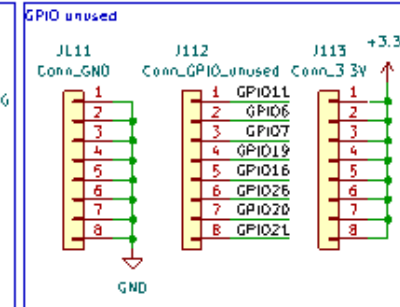 GPIO unused
JL11
Conn_GND
1
2
3
4
5
6
7
8
GND
J112
Conn_GPIO_unused
1 GPIO11
2 GPIO6
3 GPIO7
4 GPIO19
5 GPIO16
6 GPIO26
7 GPIO20
8 GPIO21
J113
Conn_3.3V
+3.3
1
2
3
4
5
6
7
8
G